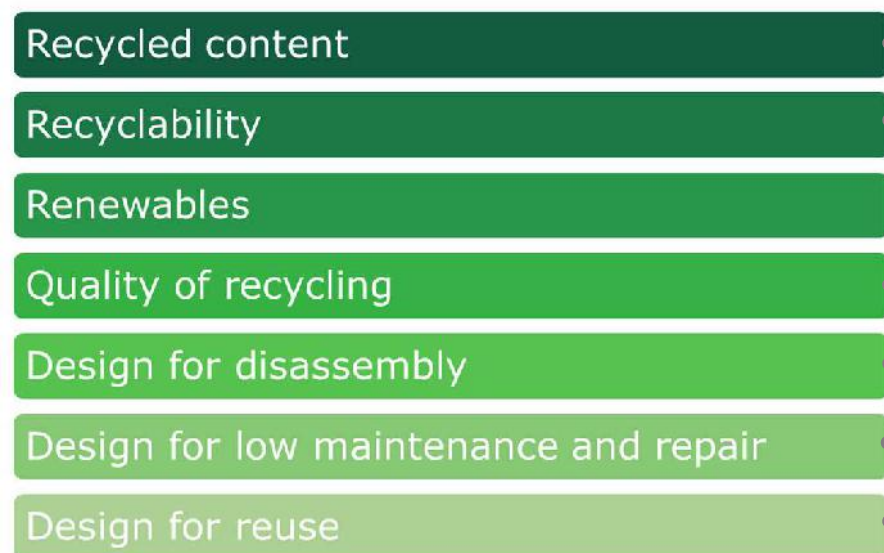 Recycled content
Recyclability
Renewables
Quality of recycling
Design for disassembly
Design for low maintenance and repair
Design for reuse